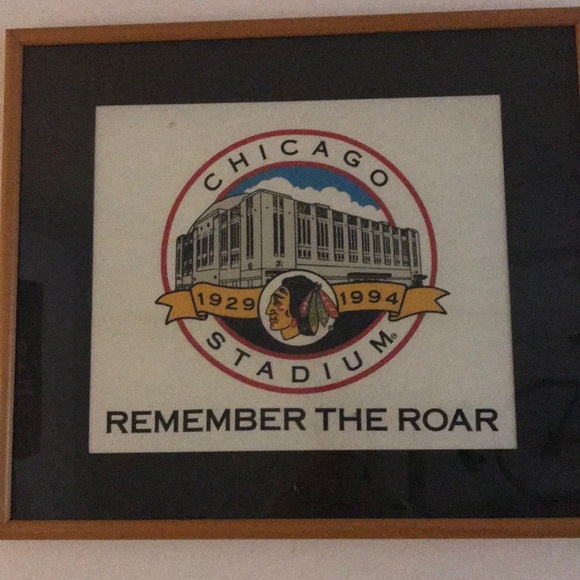 CHICAGO
1929 1994
STADIUM®
REMEMBER THE ROAR